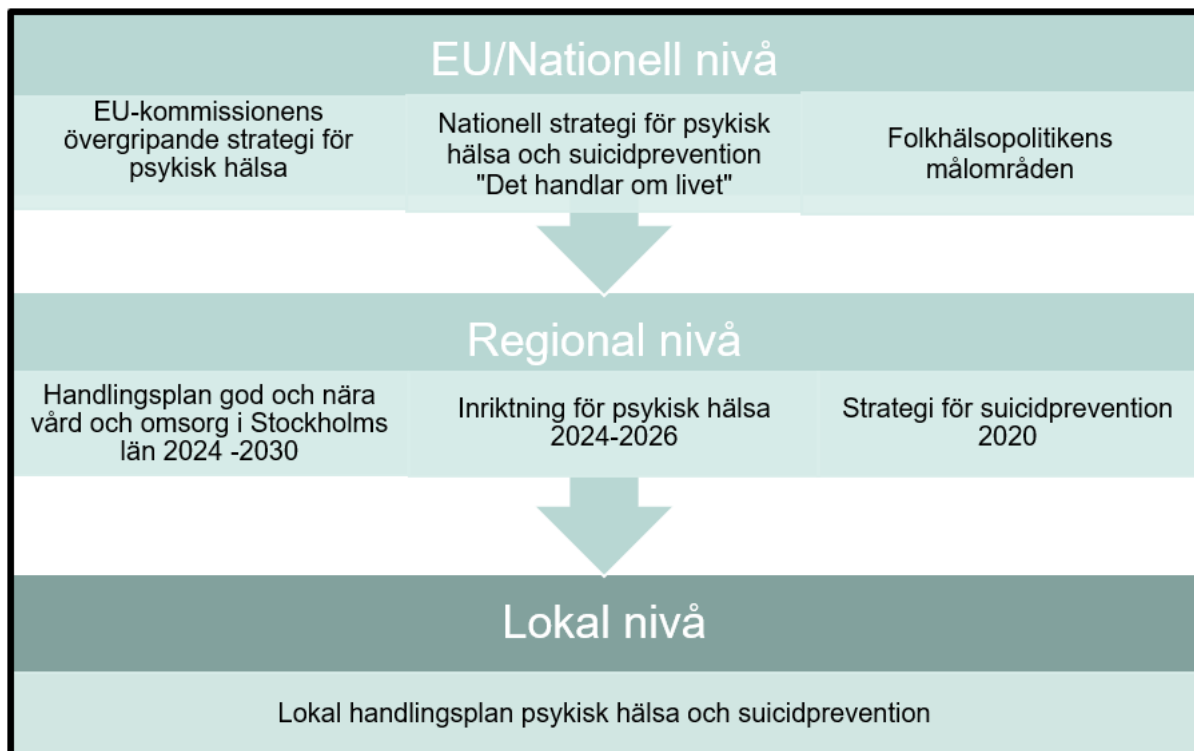 EU/Nationell nivå
EU-kommissionens
övergripande strategi för
psykisk hälsa
Nationell strategi för psykisk
hälsa och suicidprevention
"Det handlar om livet"
Folkhälsopolitikens
målområden
Regional nivå
Handlingsplan god och nära
vård och omsorg i Stockholms
län 2024 -2030
Inriktning för psykisk hälsa
2024-2026
Strategi för suicidprevention
2020
Lokal nivå
Lokal handlingsplan psykisk hälsa och suicidprevention